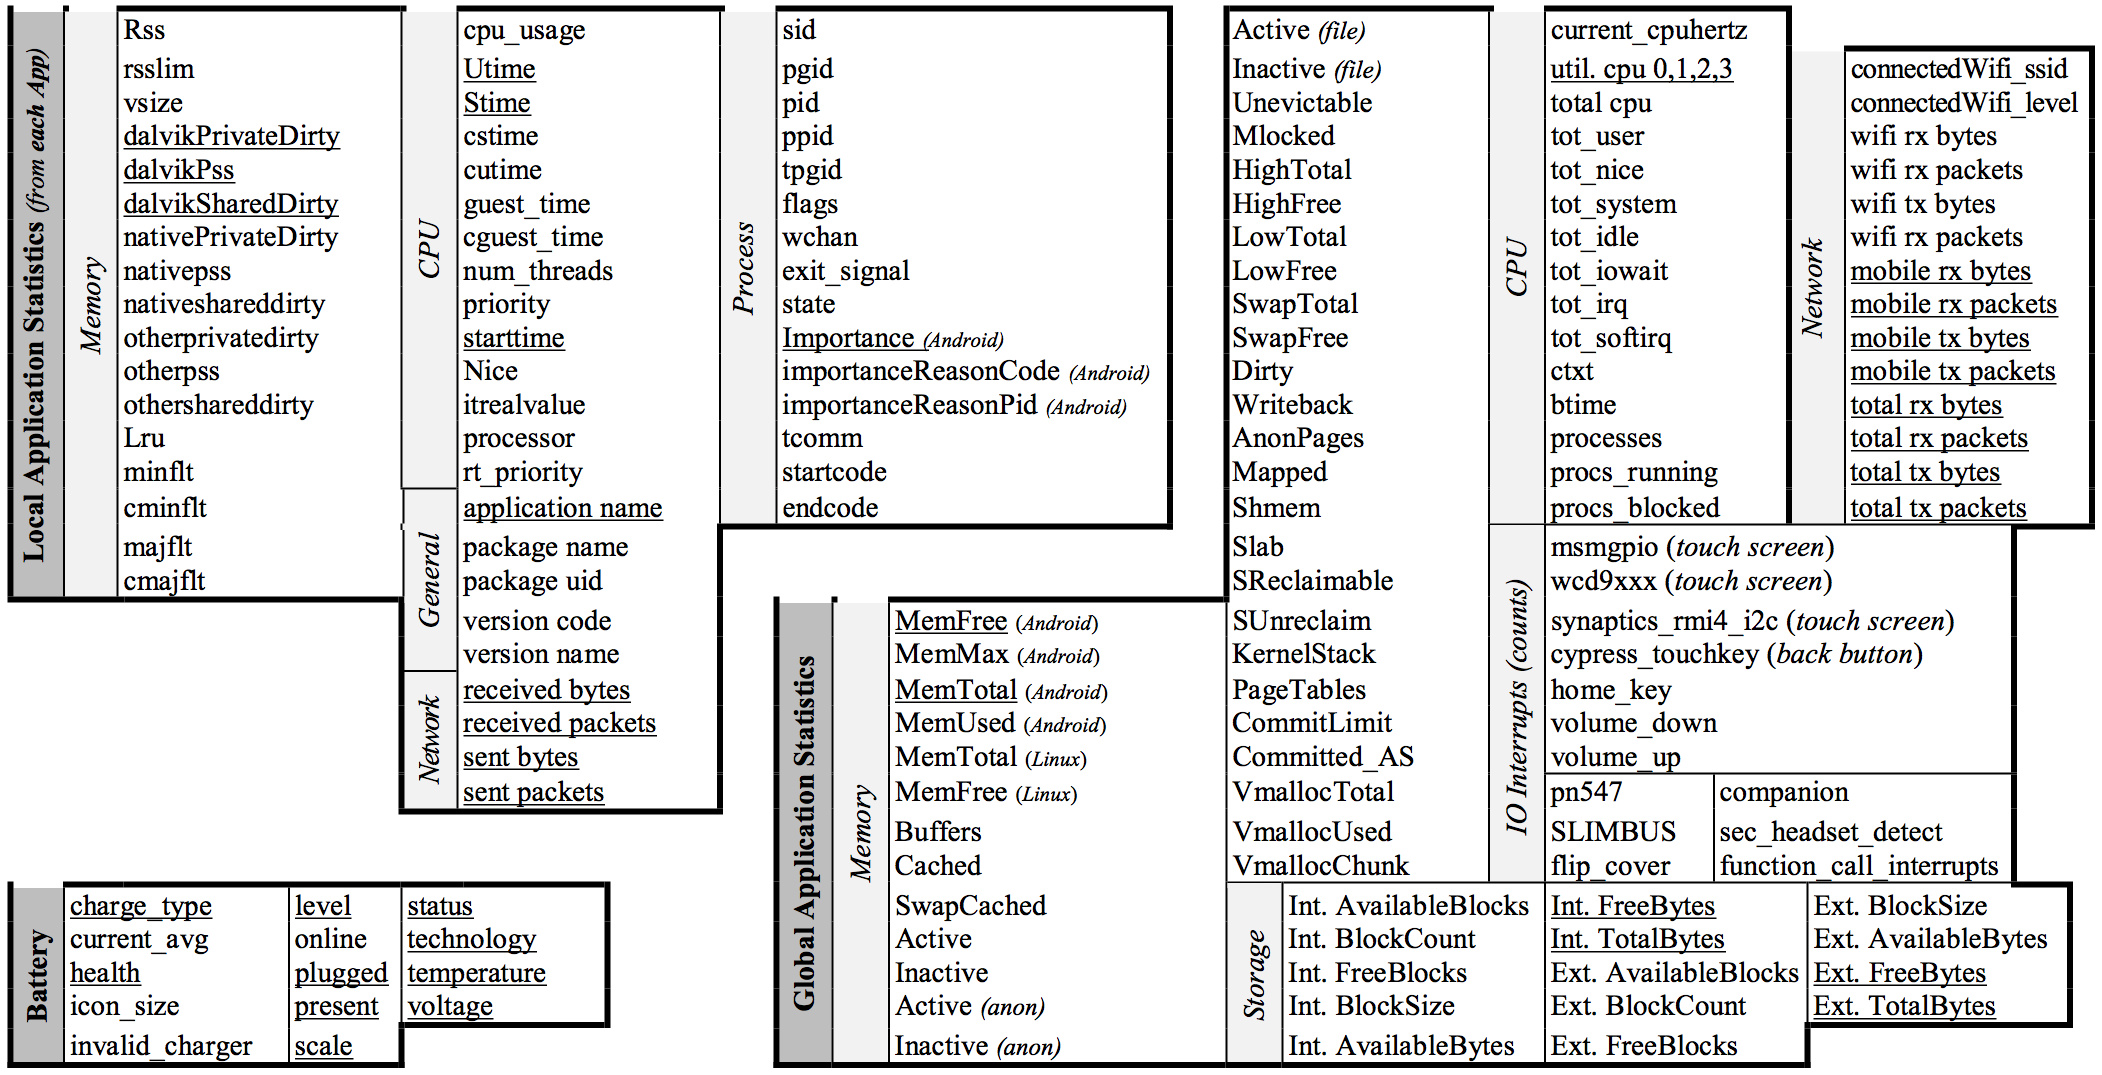 Local Application Statistics (from each App)
Memory
Rss
rsslim
vsize
dalvikPrivateDirty
dalvikPss
dalvikSharedDirty
nativePrivateDirty
nativepss
nativeshareddirty
otherprivatedirty
otherpss
othershareddirty
Lru
minflt
cminflt
majflt
cmajflt
CPU
cpu_usage
Utime
Stime
cstime
cutime
guest_time
cguest_time
num_threads
priority
starttime
Nice
itrealvalue
processor
rt_priority
General
application name
package name
package uid
version code
version name
Network
received bytes
received packets
sent bytes
sent packets
Process
sid
pgid
pid
ppid
tpgid
flags
wchan
exit_signal
state
Importance (Android)
importanceReasonCode (Android)
importanceReasonPid (Android)
tcomm
startcode
endcode
Battery
charge_type
current_avg
health
icon_size
invalid_charger
level
online
plugged
present
scale
status
technology
temperature
voltage
Global Application Statistics
Memory
MemFree (Android)
MemMax (Android)
MemTotal (Android)
MemUsed (Android)
MemTotal (Linux)
MemFree (Linux)
Buffers
Cached
SwapCached
Active
Inactive
Active (anon)
Inactive (anon)
Active (file)
Inactive (file)
Unevictable
Mlocked
HighTotal
HighFree
LowTotal
LowFree
SwapTotal
SwapFree
Dirty
Writeback
AnonPages
Mapped
Shmem
Slab
SReclaimable
SUnreclaim
KernelStack
PageTables
CommitLimit
Committed_AS
VmallocTotal
VmallocUsed
VmallocChunk
CPU
current_cpuhertz
util. cpu 0,1,2,3
total cpu
tot_user
tot_nice
tot_system
tot_idle
tot_iowait
tot_irq
tot_softirq
ctxt
btime
processes
procs_running
procs_blocked
Network
connectedWifi_ssid
connectedWifi_level
wifi rx bytes
wifi rx packets
wifi tx bytes
wifi rx packets
mobile rx bytes
mobile rx packets
mobile tx bytes
mobile tx packets
total rx bytes
total rx packets
total tx bytes
total tx packets
IO Interrupts (counts)
msmgpio (touch screen)
wcd9xxx (touch screen)
synaptics_rmi4_i2c (touch screen)
cypress_touchkey (back button)
home_key
volume_down
volume_up
pn547
SLIMBUS
flip_cover
companion
sec_headset_detect
function_call_interrupts
Storage
Int. AvailableBlocks
Int. BlockCount
Int. FreeBlocks
Int. BlockSize
Int. AvailableBytes
Int. FreeBytes
Int. TotalBytes
Ext. AvailableBlocks
Ext. BlockCount
Ext. FreeBlocks
Ext. BlockSize
Ext. AvailableBytes
Ext. FreeBytes
Ext. TotalBytes